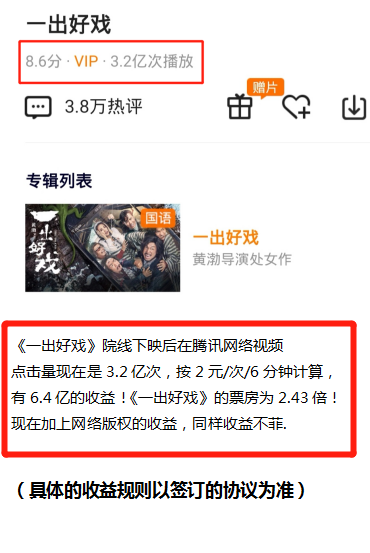 一出好戏
8.6分 · VIP · 3.2亿次播放
3.8万热评
赠片
专辑列表
一出好戏
国语
一出好戏
黄渤导演处女作
《一出好戏》院线下映后在腾讯网络视频
点击量现在是 3.2 亿次，按 2 元/次/6 分钟计算，
有 6.4 亿的收益！《一出好戏》的票房为 2.43 倍！
现在加上网络版权的收益，同样收益不菲.
（具体的收益规则以签订的协议为准）